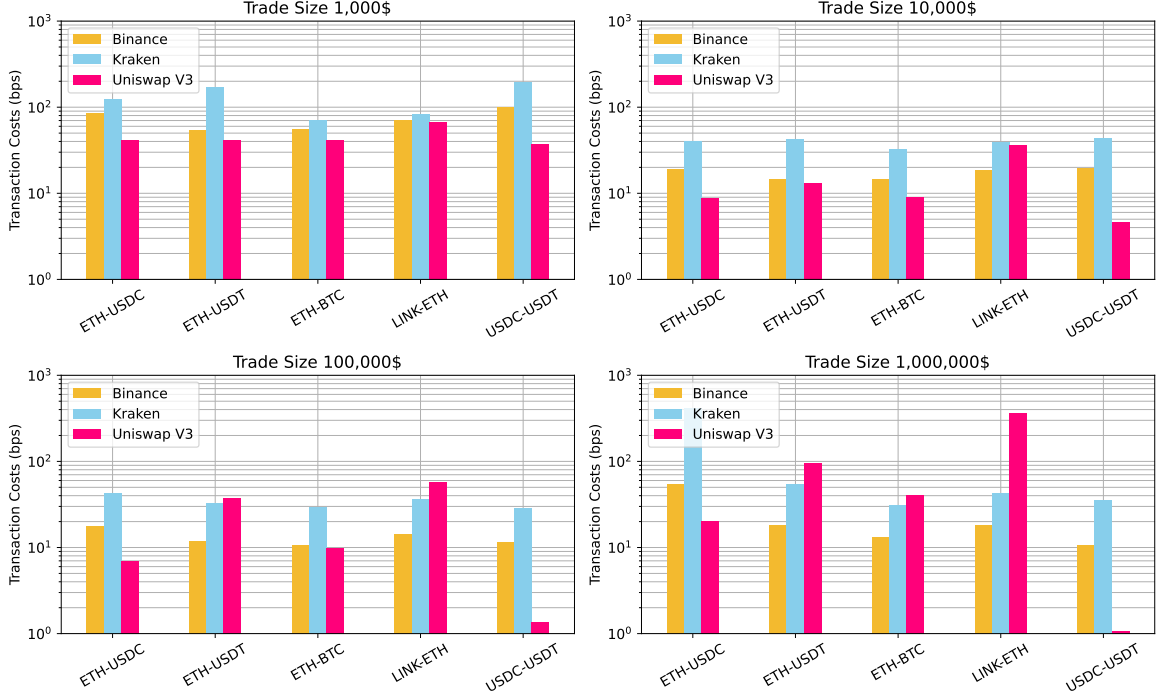 Trade Size 1,000$
Transaction Costs (bps)
10³
10²
10¹
10⁰
Binance
Kraken
Uniswap V3
ETH-USDC
ETH-USDT
ETH-BTC
LINK-ETH
USDC-USDT
Trade Size 10,000$
Transaction Costs (bps)
10³
10²
10¹
10⁰
Binance
Kraken
Uniswap V3
ETH-USDC
ETH-USDT
ETH-BTC
LINK-ETH
USDC-USDT
Trade Size 100,000$
Transaction Costs (bps)
10³
10²
10¹
10⁰
Binance
Kraken
Uniswap V3
ETH-USDC
ETH-USDT
ETH-BTC
LINK-ETH
USDC-USDT
Trade Size 1,000,000$
Transaction Costs (bps)
10³
10²
10¹
10⁰
Binance
Kraken
Uniswap V3
ETH-USDC
ETH-USDT
ETH-BTC
LINK-ETH
USDC-USDT